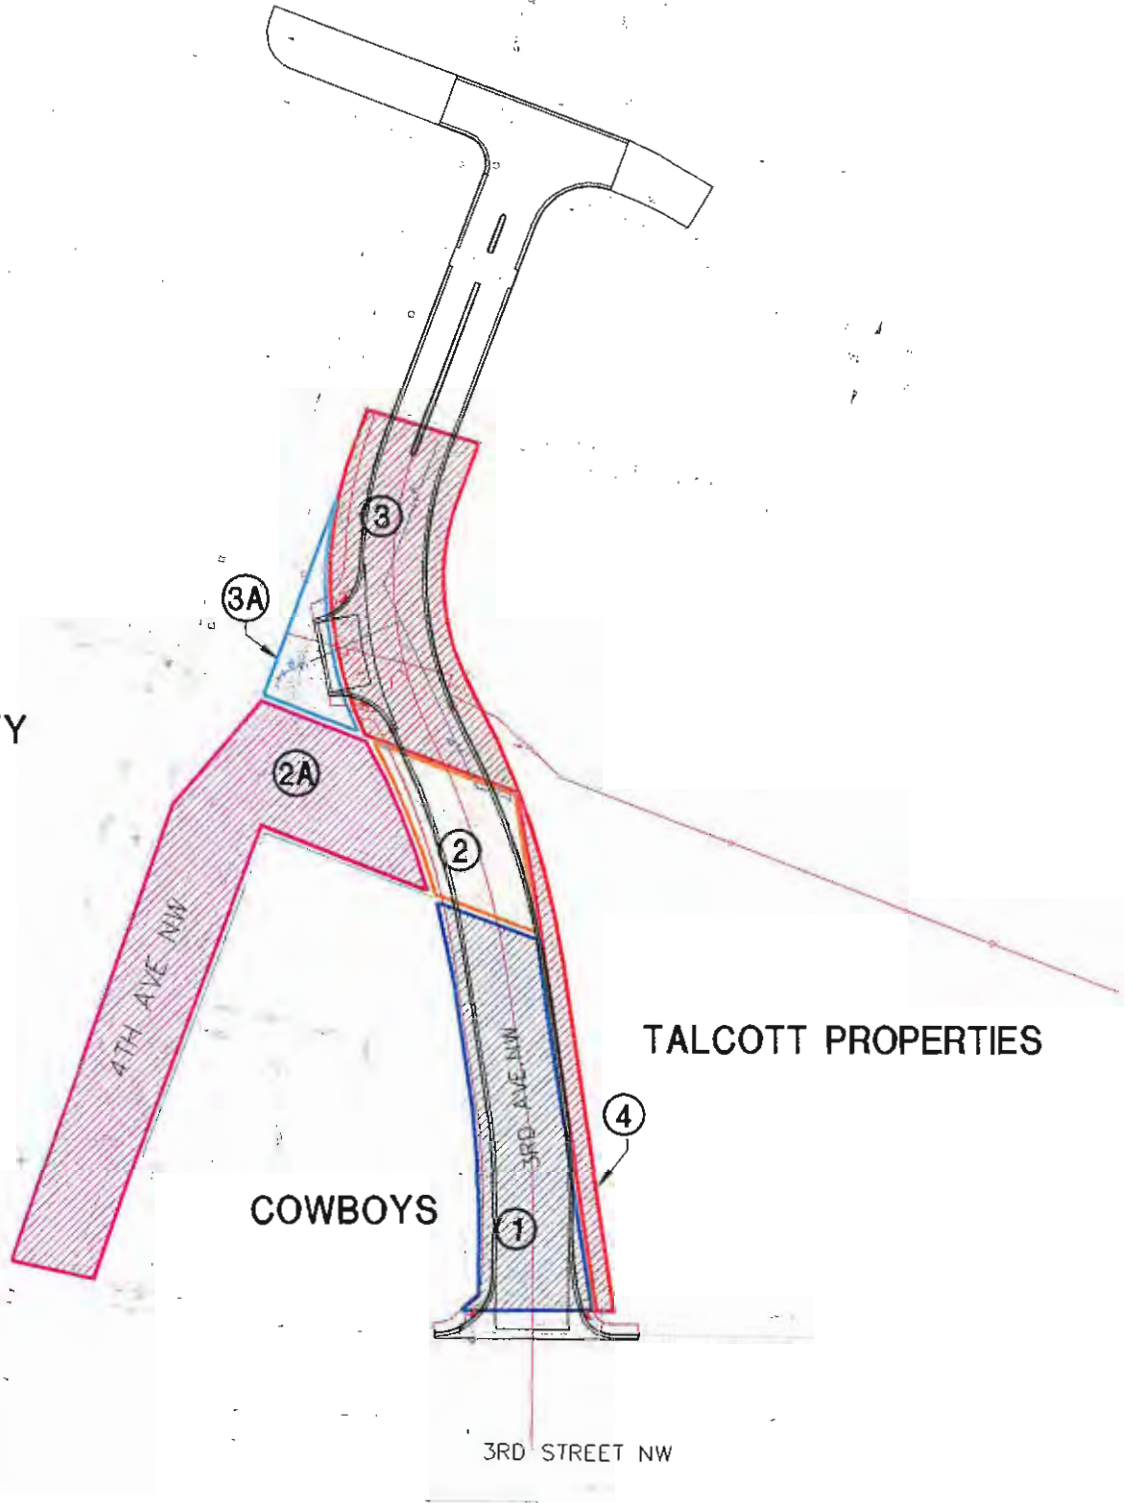 3
3A
Y
2A
2
4TH AVE NW
3RD AVE. NW
TALCOTT PROPERTIES
4
COWBOYS
1
3RD STREET NW